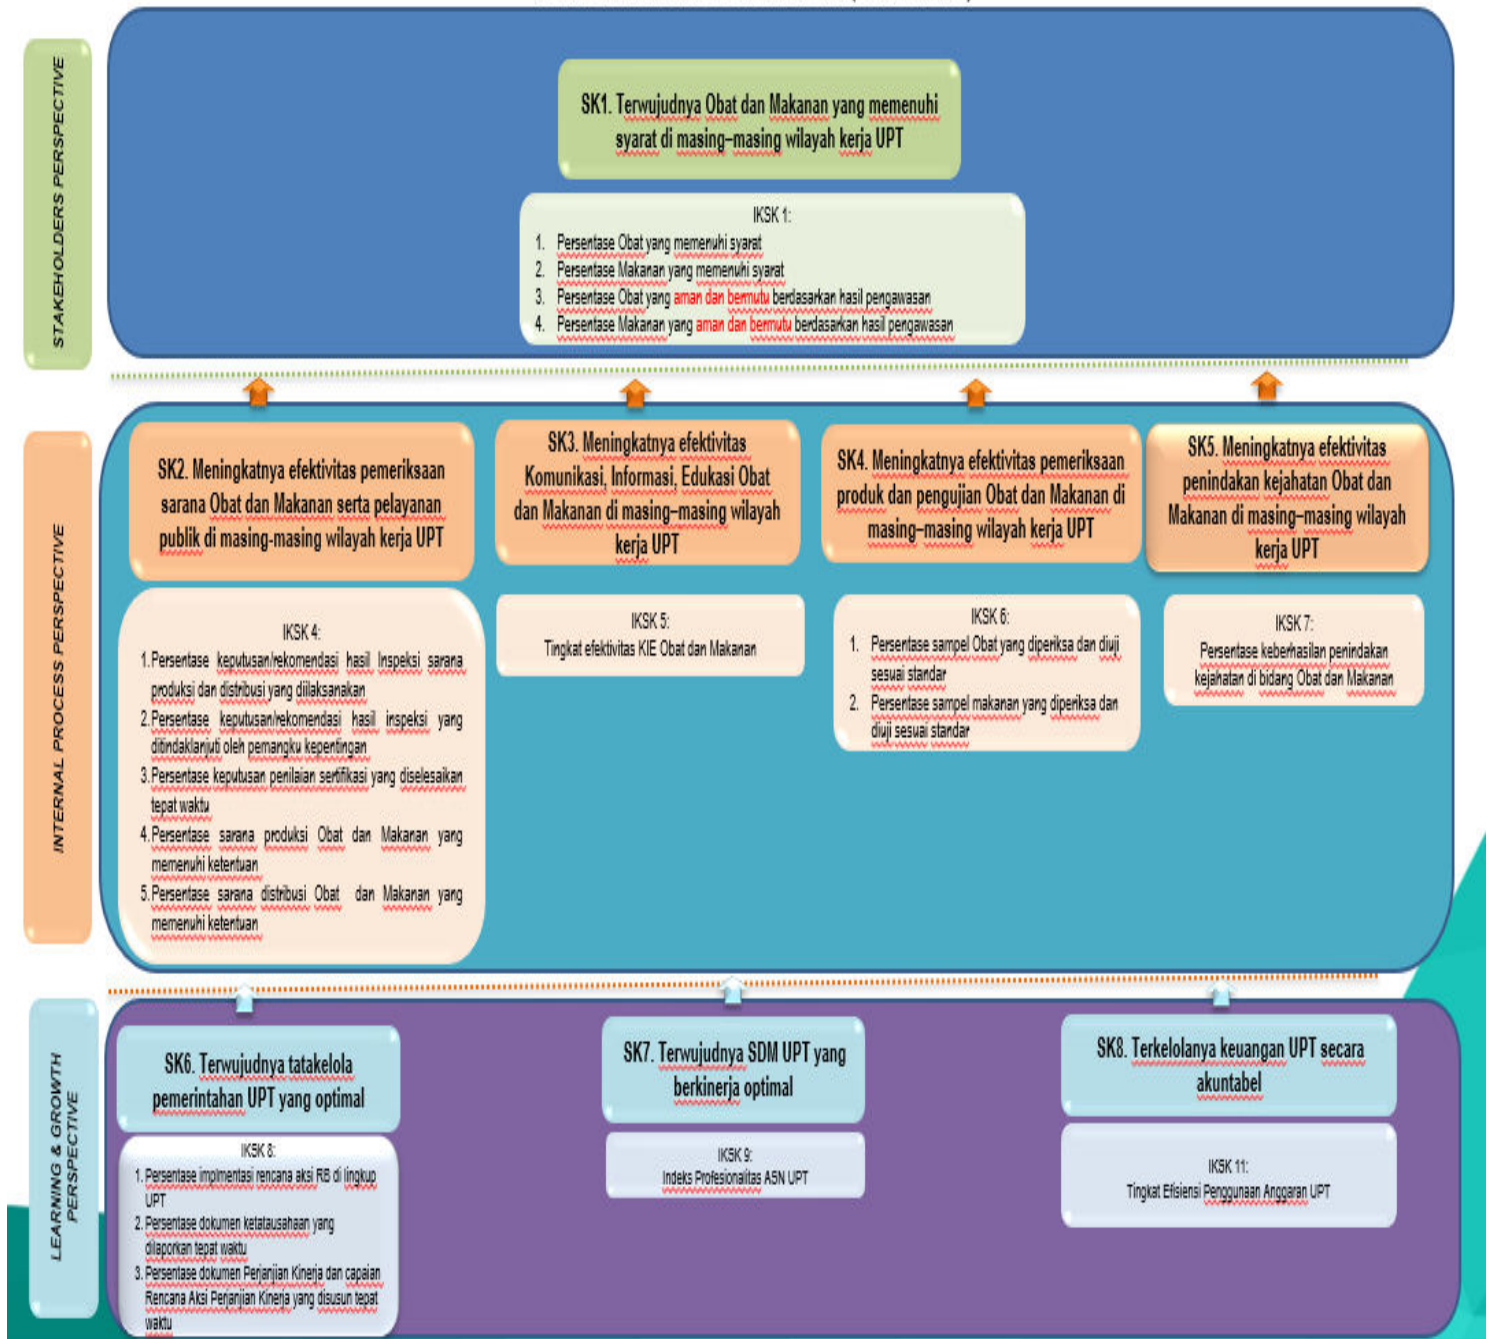 STAKEHOLDERS PERSPECTIVE
SK1. Terwujudnya Obat dan Makanan yang memenuhi
syarat di masing–masing wilayah kerja UPT
IKSK 1:
1. Persentase Obat yang memenuhi syarat
2. Persentase Makanan yang memenuhi syarat
3. Persentase Obat yang aman dan bermutu berdasarkan hasil pengawasan
4. Persentase Makanan yang aman dan bermutu berdasarkan hasil pengawasan
INTERNAL PROCESS PERSPECTIVE
SK2. Meningkatnya efektivitas pemeriksaan
sarana Obat dan Makanan serta pelayanan
publik di masing-masing wilayah kerja UPT
IKSK 4:
1.Persentase keputusan/rekomendasi hasil Inspeksi sarana
produksi dan distribusi yang diilaksanakan
2.Persentase keputusan/rekomendasi hasil inspeksi yang
ditindaklanjuti oleh pemangku kepentingan
3.Persentase keputusan penilaian sertifikasi yang diselesaikan
tepat waktu
4.Persentase sarana produksi Obat dan Makanan yang
memenuhi ketentuan
5.Persentase sarana distribusi Obat dan Makanan yang
memenuhi ketentuan
SK3. Meningkatnya efektivitas
Komunikasi, Informasi, Edukasi Obat
dan Makanan di masing–masing wilayah
kerja UPT
IKSK 5:
Tingkat efektivitas KIE Obat dan Makanan
SK4. Meningkatnya efektivitas pemeriksaan
produk dan pengujian Obat dan Makanan di
masing–masing wilayah kerja UPT
IKSK 6:
1. Persentase sampel Obat yang diperiksa dan diuji
sesuai standar
2. Persentase sampel makanan yang diperiksa dan
diuji sesuai standar
SK5. Meningkatnya efektivitas
penindakan kejahatan Obat dan
Makanan di masing–masing wilayah
kerja UPT
IKSK 7:
Persentase keberhasilan penindakan
kejahatan di bidang Obat dan Makanan
LEARNING & GROWTH
PERSPECTIVE
SK6. Terwujudnya tatakelola
pemerintahan UPT yang optimal
IKSK 8:
1. Persentase implmentasi rencana aksi RB di lingkup
UPT
2. Persentase dokumen ketatausahaan yang
dilaporkan tepat waktu
3. Persentase dokumen Perjanjian Kinerja dan capaian
Rencana Aksi Perjanjian Kinerja yang disusun tepat
waktu
SK7. Terwujudnya SDM UPT yang
berkinerja optimal
IKSK 9:
Indeks Profesionalitas ASN UPT
SK8. Terkelolanya keuangan UPT secara
akuntabel
IKSK 11:
Tingkat Efisiensi Penggunaan Anggaran UPT